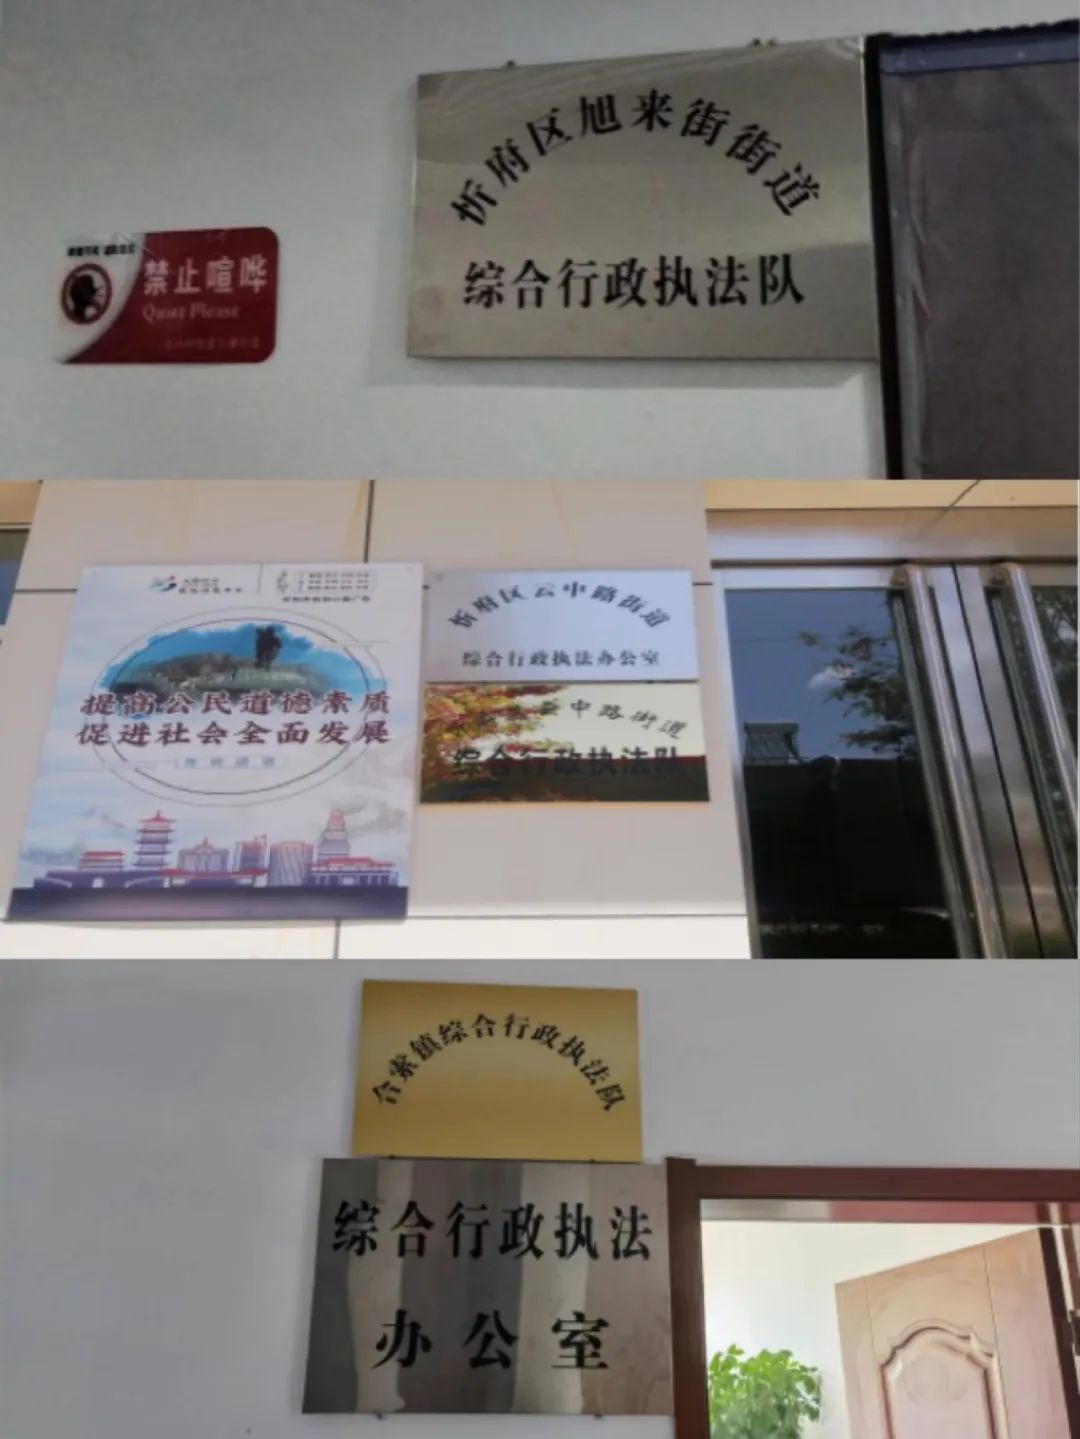 忻府区旭来街街道
综合行政执法队
禁止喧哗
Quiet Please
忻府区云中路街道
综合行政执法办公室
提高公民道德素质
促进社会全面发展
中路街道
综合行政执法队
合索镇综合行政执法队
综合行政执法
办公室